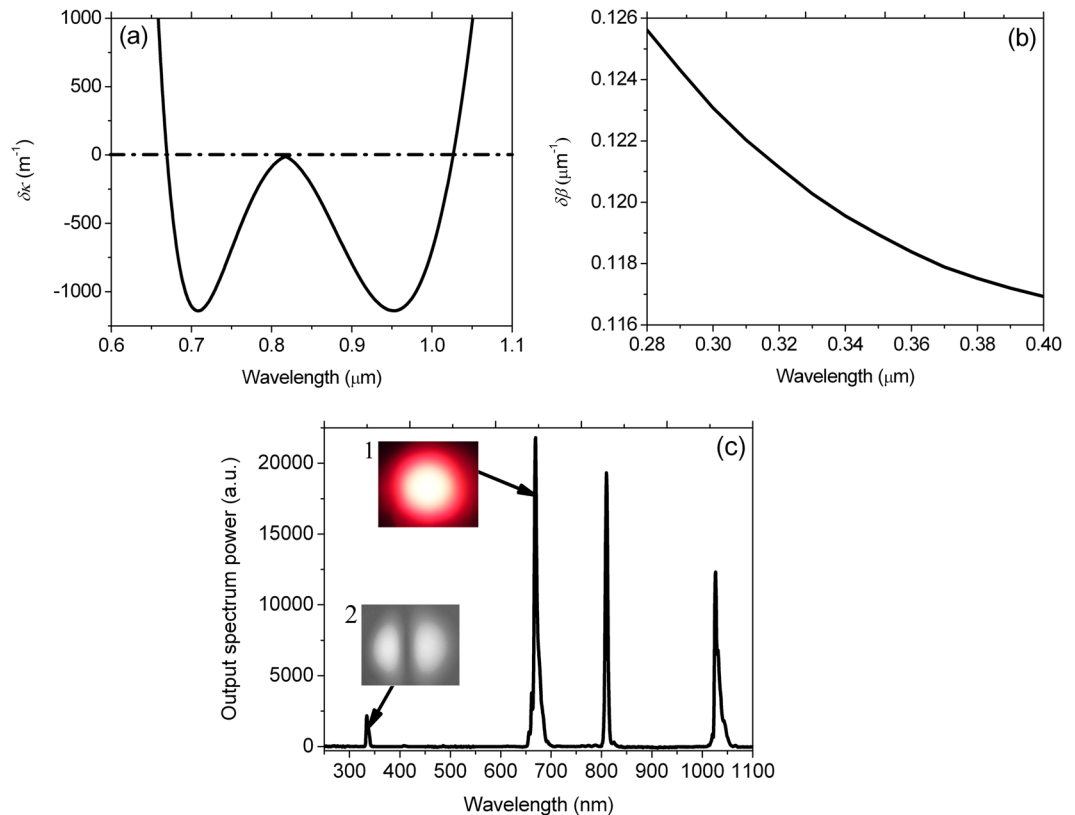 (a)
δκ (m⁻¹)
1000
500
0
-500
-1000
0.6 0.7 0.8 0.9 1.0 1.1
Wavelength (μm)
(b)
δβ (μm⁻¹)
0.126
0.124
0.122
0.120
0.118
0.116
0.28 0.30 0.32 0.34 0.36 0.38 0.40
Wavelength (μm)
(c)
Output spectrum power (a.u.)
20000
15000
10000
5000
0
1
2
300 400 500 600 700 800 900 1000 1100
Wavelength (nm)